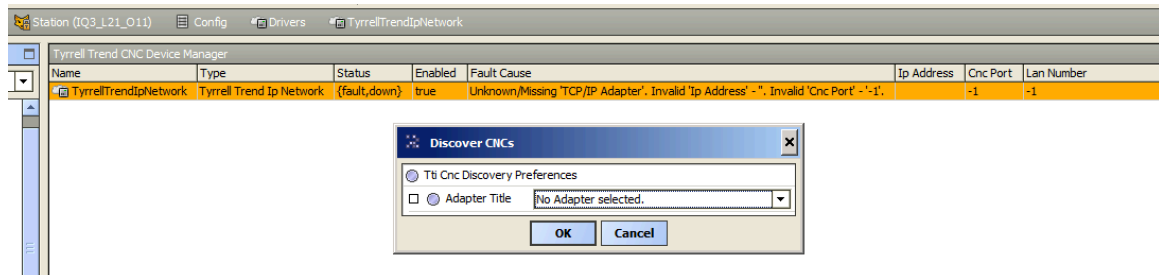 Station (IQ3_L21_O11) Config Drivers TyrrellTrendIpNetwork
Tyrrell Trend CNC Device Manager
Name Type Status Enabled Fault Cause Ip Address Cnc Port Lan Number
TyrrellTrendIpNetwork Tyrrell Trend Ip Network {fault,down} true Unknown/Missing 'TCP/IP Adapter'. Invalid 'Ip Address' - ''. Invalid 'Cnc Port' - '-1'. -1 -1
Discover CNCs
Tti Cnc Discovery Preferences
Adapter Title No Adapter selected.
OK Cancel